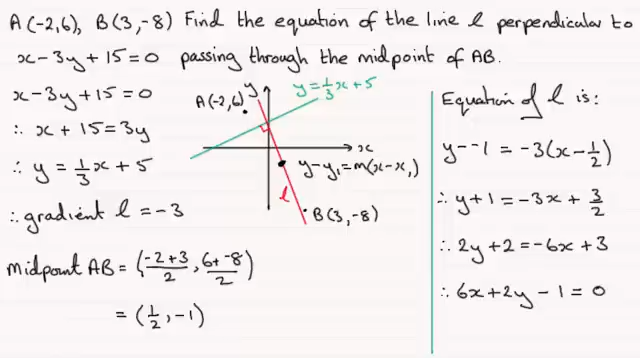 A(-2,6), B(3,-8) Find the equation of the line l perpendicular to
x-3y+15=0 passing through the midpoint of AB.
x-3y+15=0
∴ x+15=3y
∴ y=1/3x+5
∴ gradient l=-3
Midpoint AB = (-2+3/2, 6+-8/2)
= (1/2, -1)
y
y=1/3x+5
A(-2,6)
x
y-y₁=m(x-x₁)
l
B(3,-8)
Equation of l is:
y--1=-3(x-1/2)
∴ y+1=-3x+3/2
∴ 2y+2=-6x+3
∴ 6x+2y-1=0